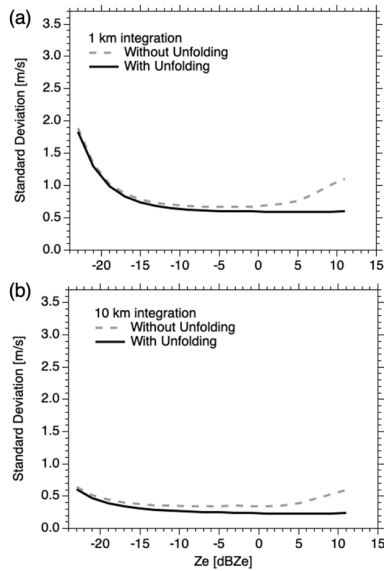 (a)
3.5
3.0
2.5
2.0
1.5
1.0
0.5
0.0
Standard Deviation [m/s]
1 km integration
Without Unfolding
With Unfolding
-20 -15 -10 -5 0 5 10 15
(b)
3.5
3.0
2.5
2.0
1.5
1.0
0.5
0.0
Standard Deviation [m/s]
10 km integration
Without Unfolding
With Unfolding
-20 -15 -10 -5 0 5 10 15
Ze [dBZe]